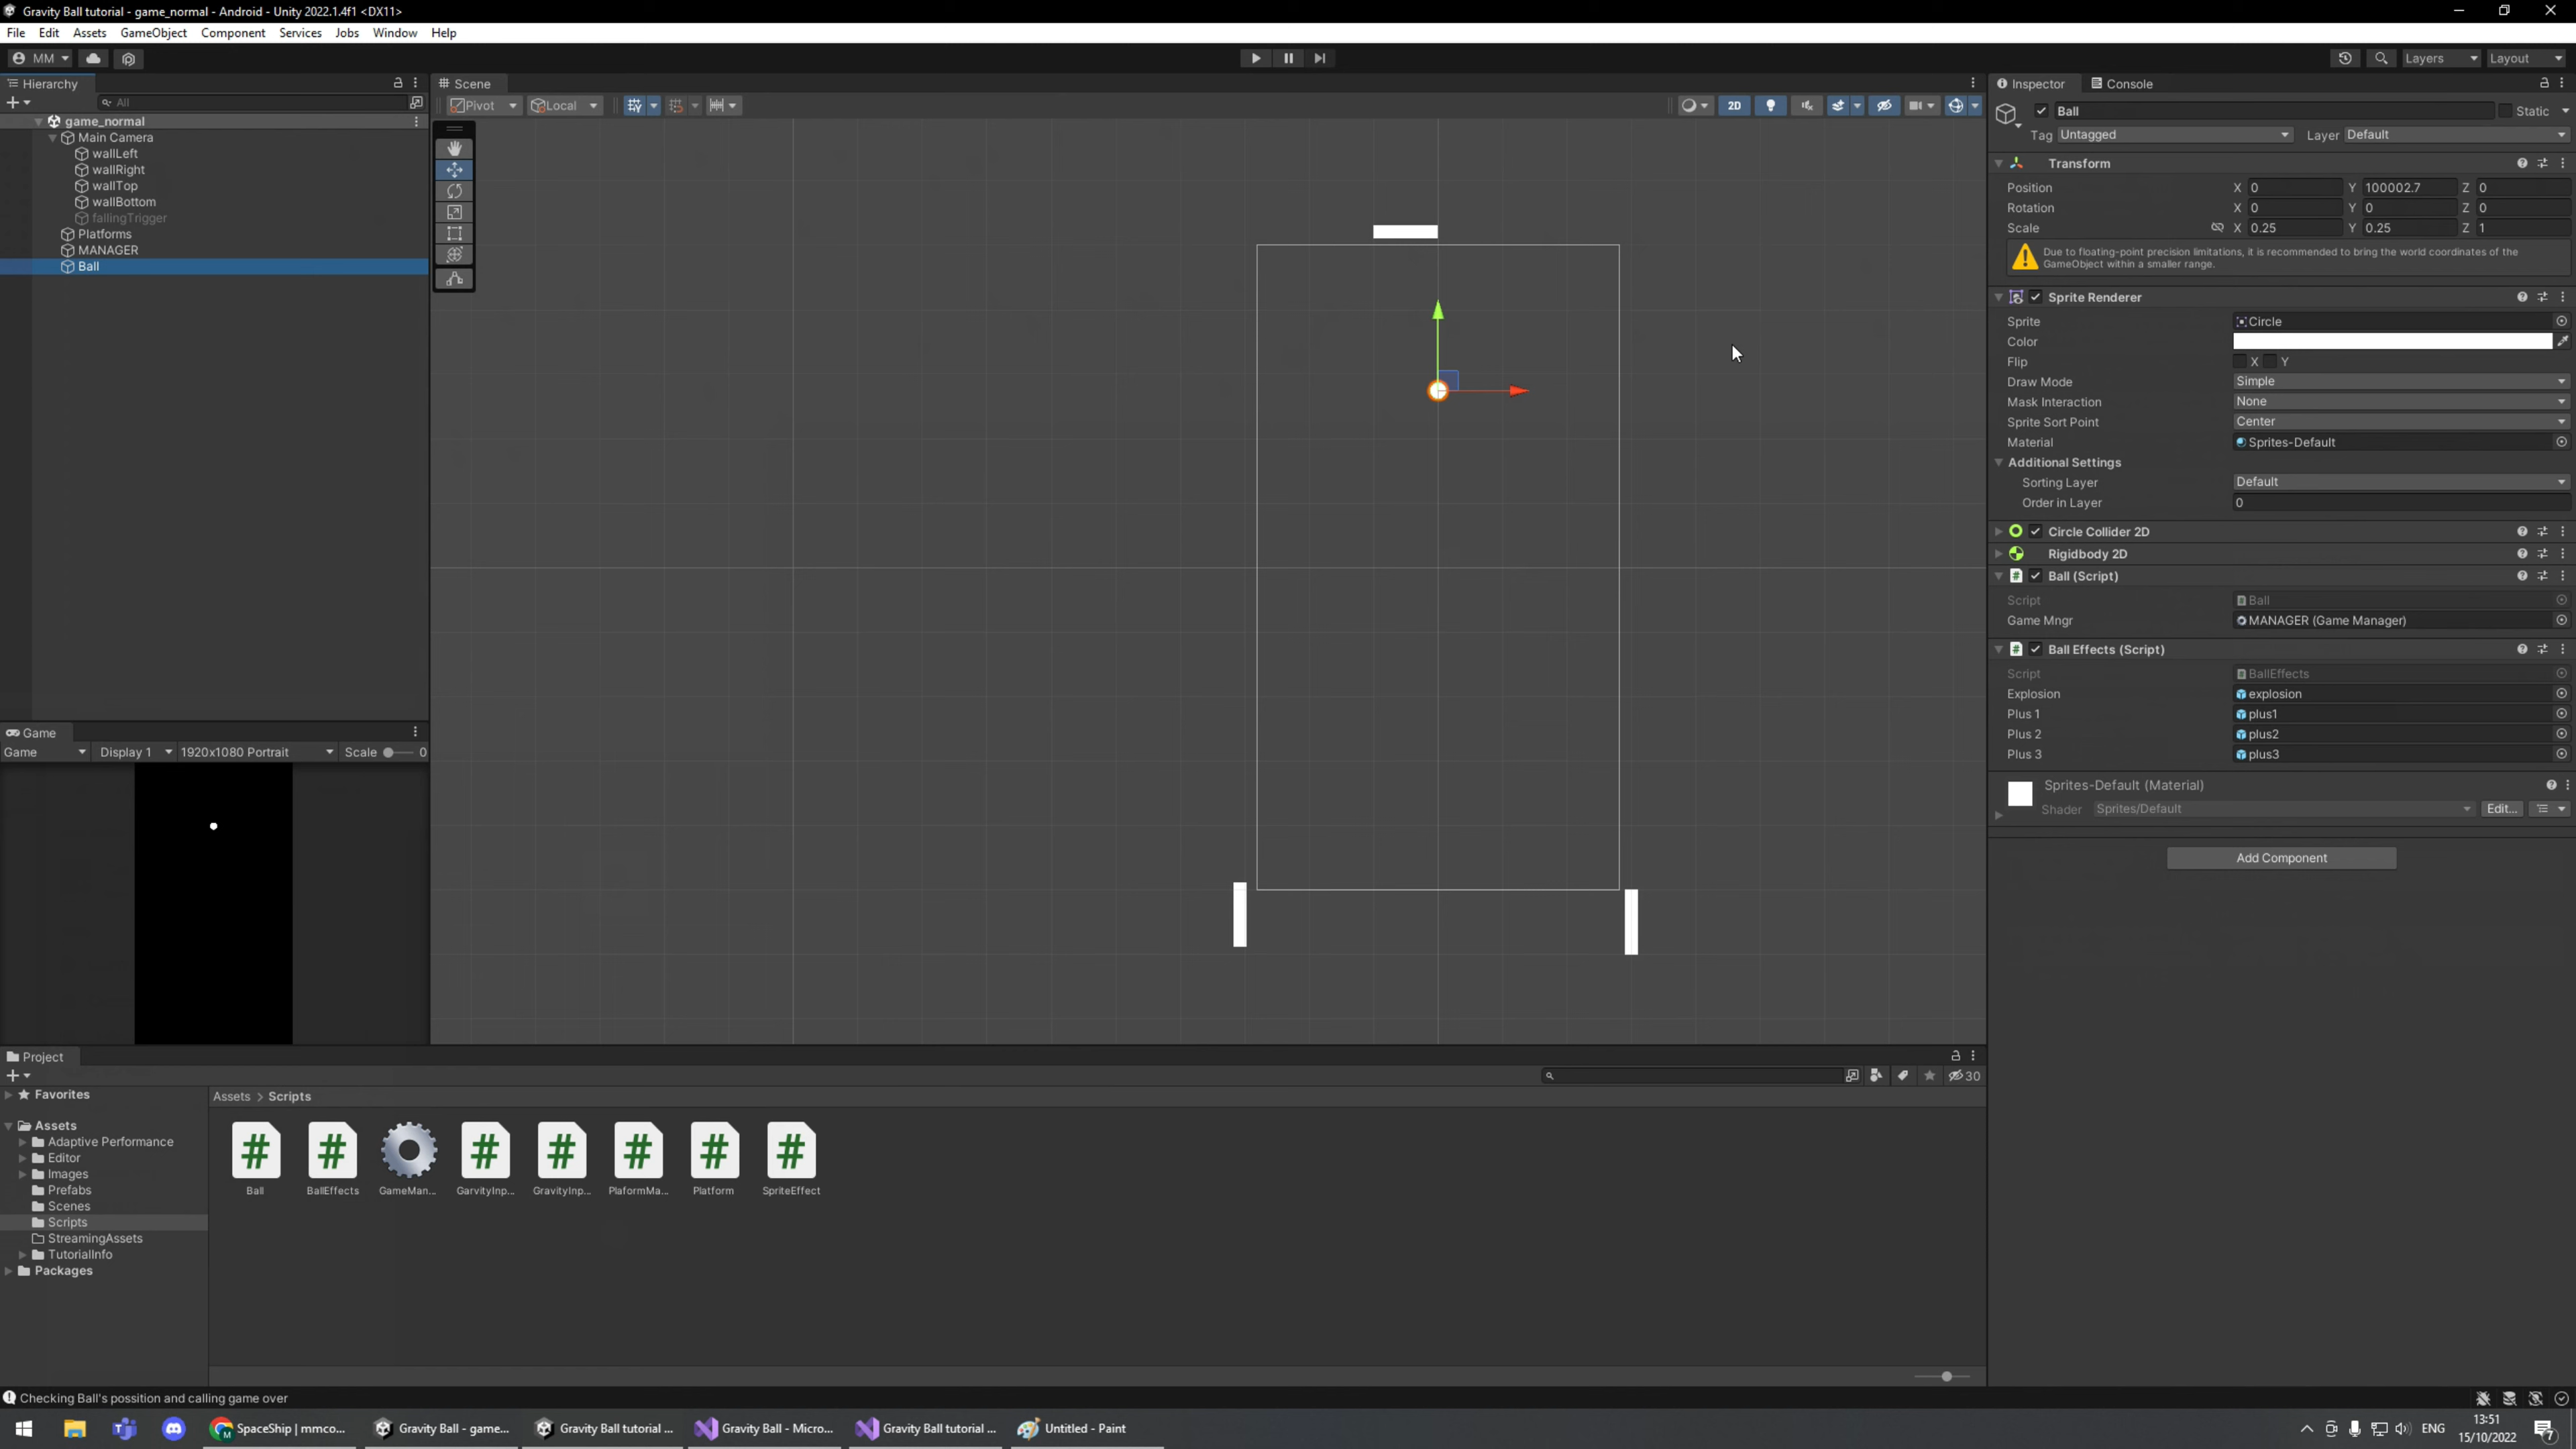 Gravity Ball tutorial - game_normal - Android - Unity 2022.1.4f1 <DX11>
File Edit Assets GameObject Component Services Jobs Window Help
MM Layers Layout
Hierarchy
All
game_normal
Main Camera
wallLeft
wallRight
wallTop
wallBottom
fallingTrigger
Platforms
MANAGER
Ball
Scene
Pivot Local 2D
Inspector Console
Ball Static
Tag Untagged Layer Default
Transform
Position X 0 Y 100002.7 Z 0
Rotation X 0 Y 0 Z 0
Scale X 0.25 Y 0.25 Z 1
Due to floating-point precision limitations, it is recommended to bring the world coordinates of the
GameObject within a smaller range.
Sprite Renderer
Sprite Circle
Color
Flip X Y
Draw Mode Simple
Mask Interaction None
Sprite Sort Point Center
Material Sprites-Default
Additional Settings
Sorting Layer Default
Order in Layer 0
Circle Collider 2D
Rigidbody 2D
Ball (Script)
Script Ball
Game Mngr MANAGER (Game Manager)
Ball Effects (Script)
Script BallEffects
Explosion explosion
Plus 1 plus1
Plus 2 plus2
Plus 3 plus3
Sprites-Default (Material)
Shader Sprites/Default Edit...
Add Component
Game
Game Display 1 1920x1080 Portrait Scale 0
Project
30
Favorites
Assets
Adaptive Performance
Editor
Images
Prefabs
Scenes
Scripts
StreamingAssets
TutorialInfo
Packages
Assets > Scripts
Ball BallEffects GameMan... GarvityInp... GravityInp... PlaformMa... Platform SpriteEffect
Checking Ball's possition and calling game over
SpaceShip | mmco... Gravity Ball - game... Gravity Ball tutorial ... Gravity Ball - Micro... Gravity Ball tutorial ... Untitled - Paint
ENG
13:51
15/10/2022
7